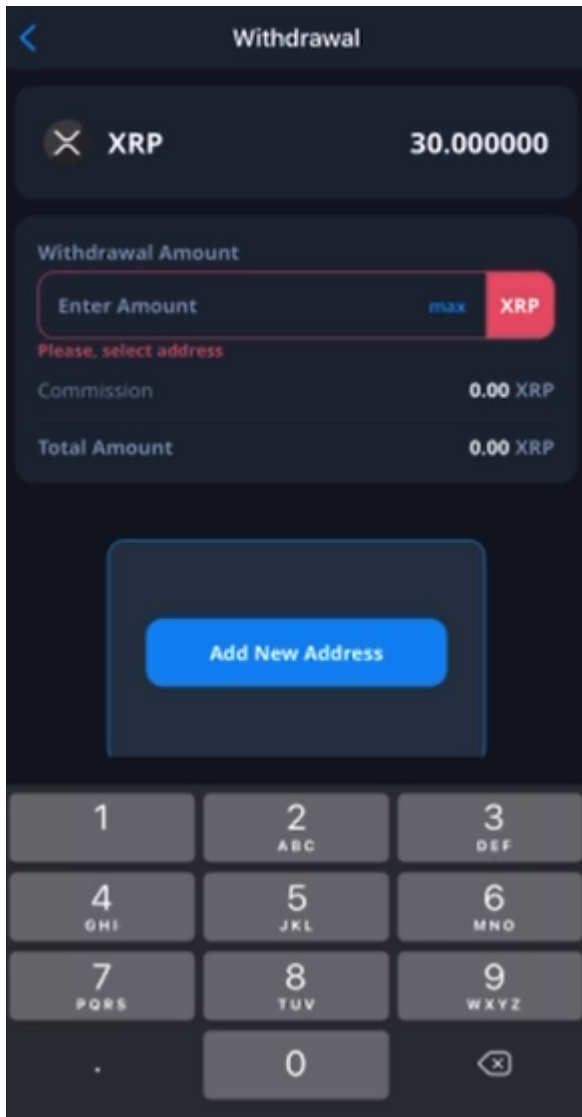 Withdrawal
XRP 30.000000
Withdrawal Amount
Enter Amount max XRP
Please, select address
Commission 0.00 XRP
Total Amount 0.00 XRP
Add New Address
1 2 3
ABC DEF
4 5 6
GHI JKL MNO
7 8 9
PQRS TUV WXYZ
. 0